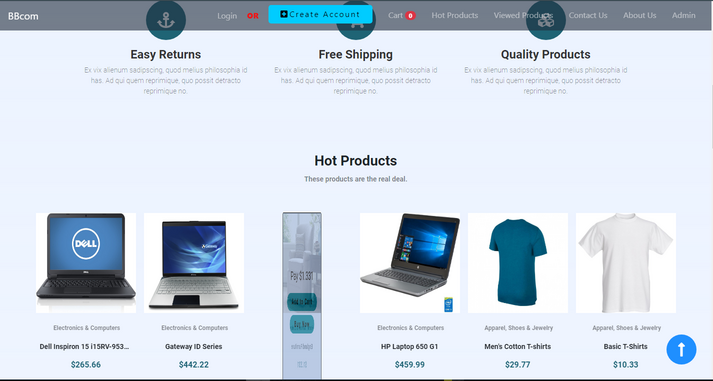 BBcom
Login OR Create Account Cart 0 Hot Products Viewed Products Contact Us About Us Admin
Easy Returns
Ex vix alienum sadipscing, quod melius philosophia id
has. Ad qui quem reprimique, quo possit detracto
reprimique no.
Free Shipping
Ex vix alienum sadipscing, quod melius philosophia id
has. Ad qui quem reprimique, quo possit detracto
reprimique no.
Quality Products
Ex vix alienum sadipscing, quod melius philosophia id
has. Ad qui quem reprimique, quo possit detracto
reprimique no.
Hot Products
These products are the real deal.
DELL
Electronics & Computers
Dell Inspiron 15 i15RV-953...
$265.66
Gateway
Electronics & Computers
Gateway ID Series
$442.22
Pay $1,331
Add to Cart
Buy Now
Electronics & Computers
HP Laptop 650 G1
$459.99
Apparel, Shoes & Jewelry
Men's Cotton T-shirts
$29.77
Apparel, Shoes & Jewelry
Basic T-Shirts
$10.33